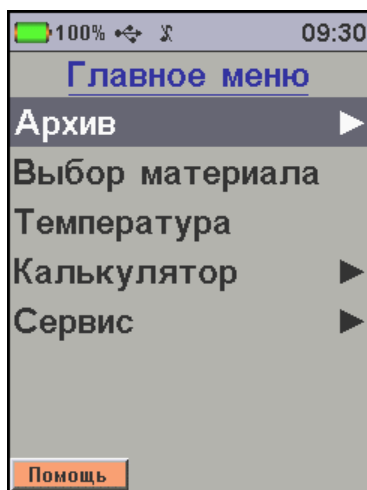 100% 09:30
Главное меню
Архив
Выбор материала
Температура
Калькулятор
Сервис
Помощь